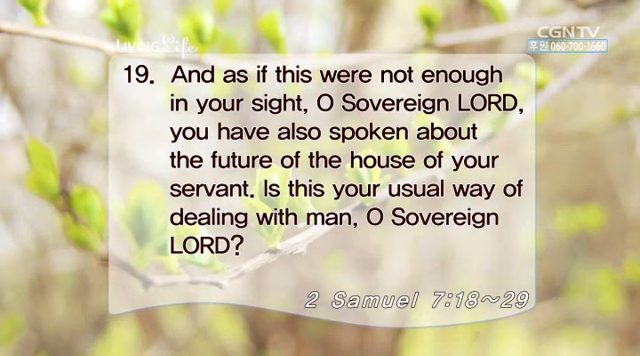 LIVING Life
CGNTV
후원 060-700-1660
19. And as if this were not enough
in your sight, O Sovereign LORD,
you have also spoken about
the future of the house of your
servant. Is this your usual way of
dealing with man, O Sovereign
LORD?
2 Samuel 7:18~29